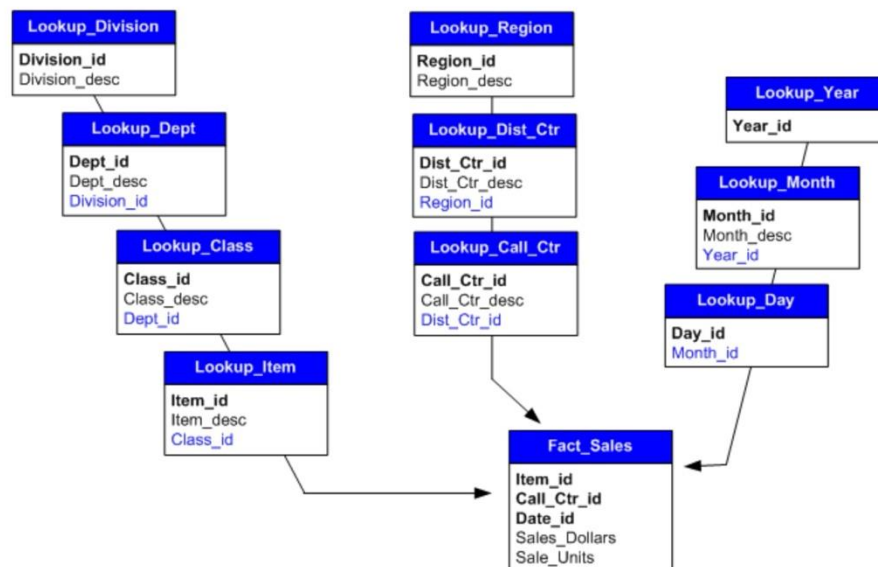 Lookup_Division
Division_id
Division_desc
Lookup_Dept
Dept_id
Dept_desc
Division_id
Lookup_Class
Class_id
Class_desc
Dept_id
Lookup_Item
Item_id
Item_desc
Class_id
Lookup_Region
Region_id
Region_desc
Lookup_Dist_Ctr
Dist_Ctr_id
Dist_Ctr_desc
Region_id
Lookup_Call_Ctr
Call_Ctr_id
Call_Ctr_desc
Dist_Ctr_id
Lookup_Year
Year_id
Lookup_Month
Month_id
Month_desc
Year_id
Lookup_Day
Day_id
Month_id
Fact_Sales
Item_id
Call_Ctr_id
Date_id
Sales_Dollars
Sale_Units